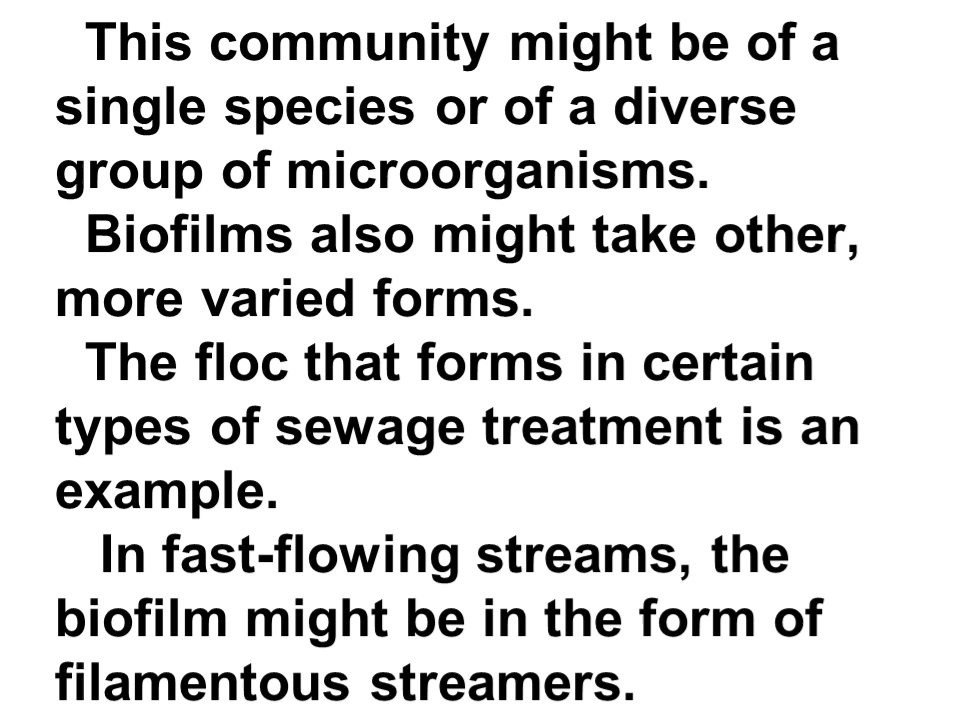 This community might be of a
single species or of a diverse
group of microorganisms.
Biofilms also might take other,
more varied forms.
The floc that forms in certain
types of sewage treatment is an
example.
In fast-flowing streams, the
biofilm might be in the form of
filamentous streamers.